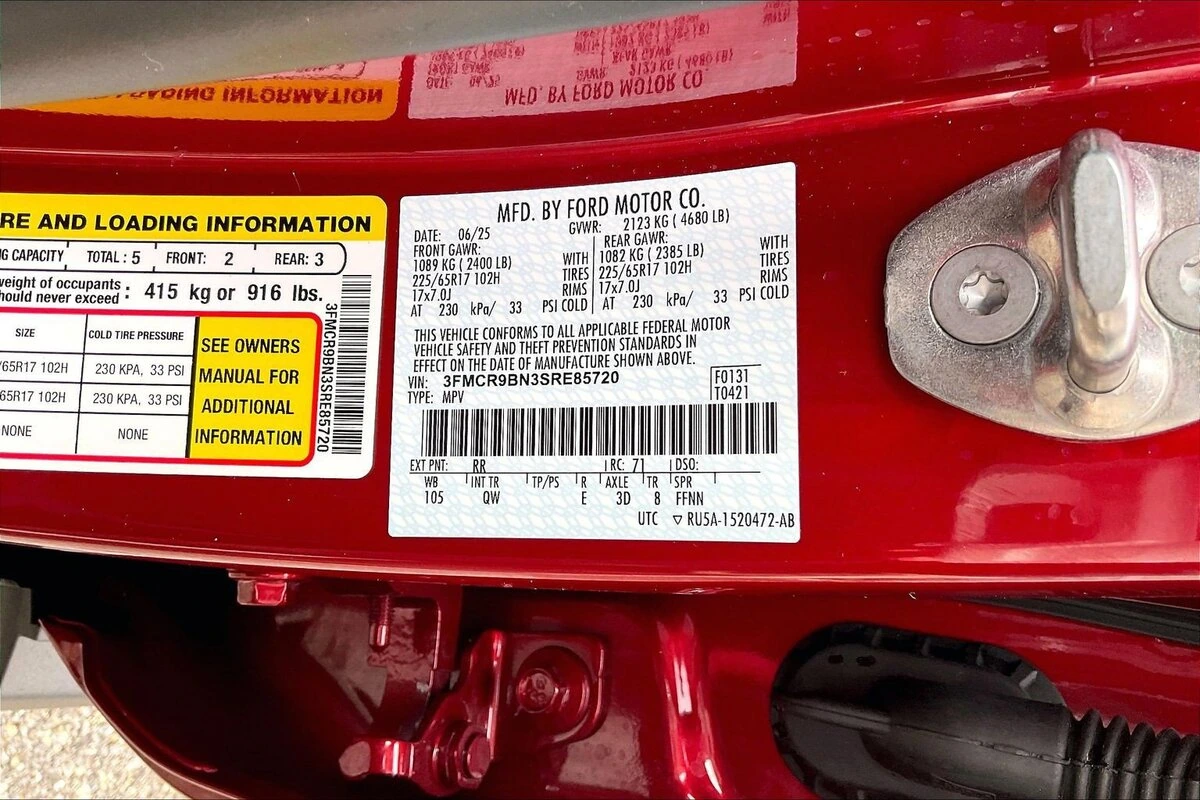 RE AND LOADING INFORMATION
G CAPACITY TOTAL : 5 FRONT: 2 REAR: 3
weight of occupants
hould never exceed : 415 kg or 916 lbs.
SIZE COLD TIRE PRESSURE
/65R17 102H 230 KPA, 33 PSI
65R17 102H 230 KPA, 33 PSI
NONE NONE
SEE OWNERS
MANUAL FOR
ADDITIONAL
INFORMATION
3FMCR9BN3SRE85720
MFD. BY FORD MOTOR CO.
DATE: 06/25 GVWR: 2123 KG ( 4680 LB)
FRONT GAWR: REAR GAWR:
1089 KG ( 2400 LB) WITH 1082 KG ( 2385 LB) WITH
225/65R17 102H TIRES 225/65R17 102H TIRES
17x7.0J RIMS 17x7.0J RIMS
AT 230 kPa/ 33 PSI COLD AT 230 kPa/ 33 PSI COLD
THIS VEHICLE CONFORMS TO ALL APPLICABLE FEDERAL MOTOR
VEHICLE SAFETY AND THEFT PREVENTION STANDARDS IN
EFFECT ON THE DATE OF MANUFACTURE SHOWN ABOVE.
VIN: 3FMCR9BN3SRE85720 F0131
TYPE: MPV T0421
EXT PNT: RR RC: 71 DSO:
WB INT TR TP/PS R AXLE TR SPR
105 QW E 3D 8 FFNN
UTC ▽ RU5A-1520472-AB